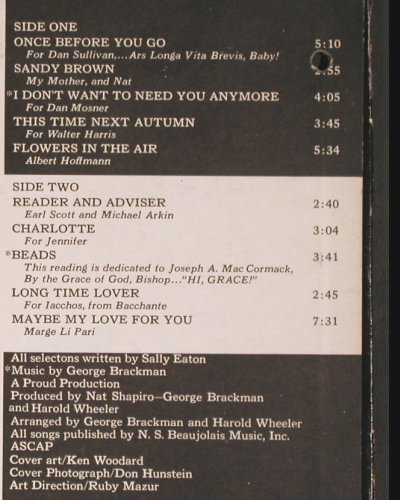 SIDE ONE
ONCE BEFORE YOU GO 5:10
For Dan Sullivan,...Ars Longa Vita Brevis, Baby!
SANDY BROWN 2:55
My Mother, and Nat
*I DON'T WANT TO NEED YOU ANYMORE 4:05
For Dan Mosner
THIS TIME NEXT AUTUMN 3:45
For Walter Harris
FLOWERS IN THE AIR 5:34
Albert Hoffmann
SIDE TWO
READER AND ADVISER 2:40
Earl Scott and Michael Arkin
CHARLOTTE 3:04
For Jennifer
*BEADS 3:41
This reading is dedicated to Joseph A. Mac Cormack,
By the Grace of God, Bishop..."HI, GRACE!"
LONG TIME LOVER 2:45
For Iacchos, from Bacchante
MAYBE MY LOVE FOR YOU 7:31
Marge Li Pari
All selectons written by Sally Eaton
*Music by George Brackman
A Proud Production
Produced by Nat Shapiro—George Brackman
and Harold Wheeler
Arranged by George Brackman and Harold Wheeler
All songs published by N. S. Beaujolais Music, Inc.
ASCAP
Cover art/Ken Woodard
Cover Photograph/Don Hunstein
Art Direction/Ruby Mazur